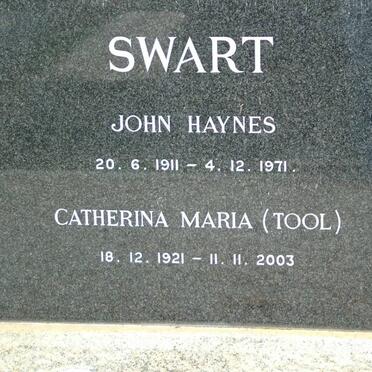 SWART
JOHN HAYNES
20. 6. 1911 - 4. 12. 1971.
CATHERINA MARIA (TOOL)
18. 12. 1921 - 11. 11. 2003